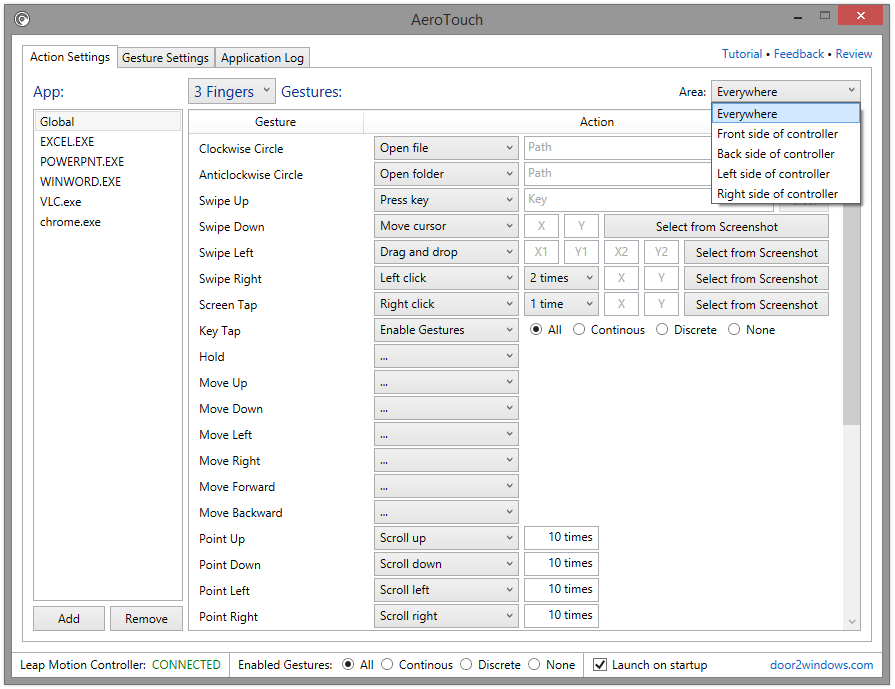 AeroTouch
Action Settings Gesture Settings Application Log
Tutorial • Feedback • Review
App: 3 Fingers Gestures: Area: Everywhere
Everywhere
Front side of controller
Back side of controller
Left side of controller
Right side of controller
Global
EXCEL.EXE
POWERPNT.EXE
WINWORD.EXE
VLC.exe
chrome.exe
Gesture Action
Clockwise Circle Open file Path
Anticlockwise Circle Open folder Path
Swipe Up Press key Key
Swipe Down Move cursor X Y Select from Screenshot
Swipe Left Drag and drop X1 Y1 X2 Y2 Select from Screenshot
Swipe Right Left click 2 times X Y Select from Screenshot
Screen Tap Right click 1 time X Y Select from Screenshot
Key Tap Enable Gestures All Continous Discrete None
Hold ...
Move Up ...
Move Down ...
Move Left ...
Move Right ...
Move Forward ...
Move Backward ...
Point Up Scroll up 10 times
Point Down Scroll down 10 times
Point Left Scroll left 10 times
Point Right Scroll right 10 times
Add Remove
Leap Motion Controller: CONNECTED Enabled Gestures: All Continous Discrete None Launch on startup door2windows.com